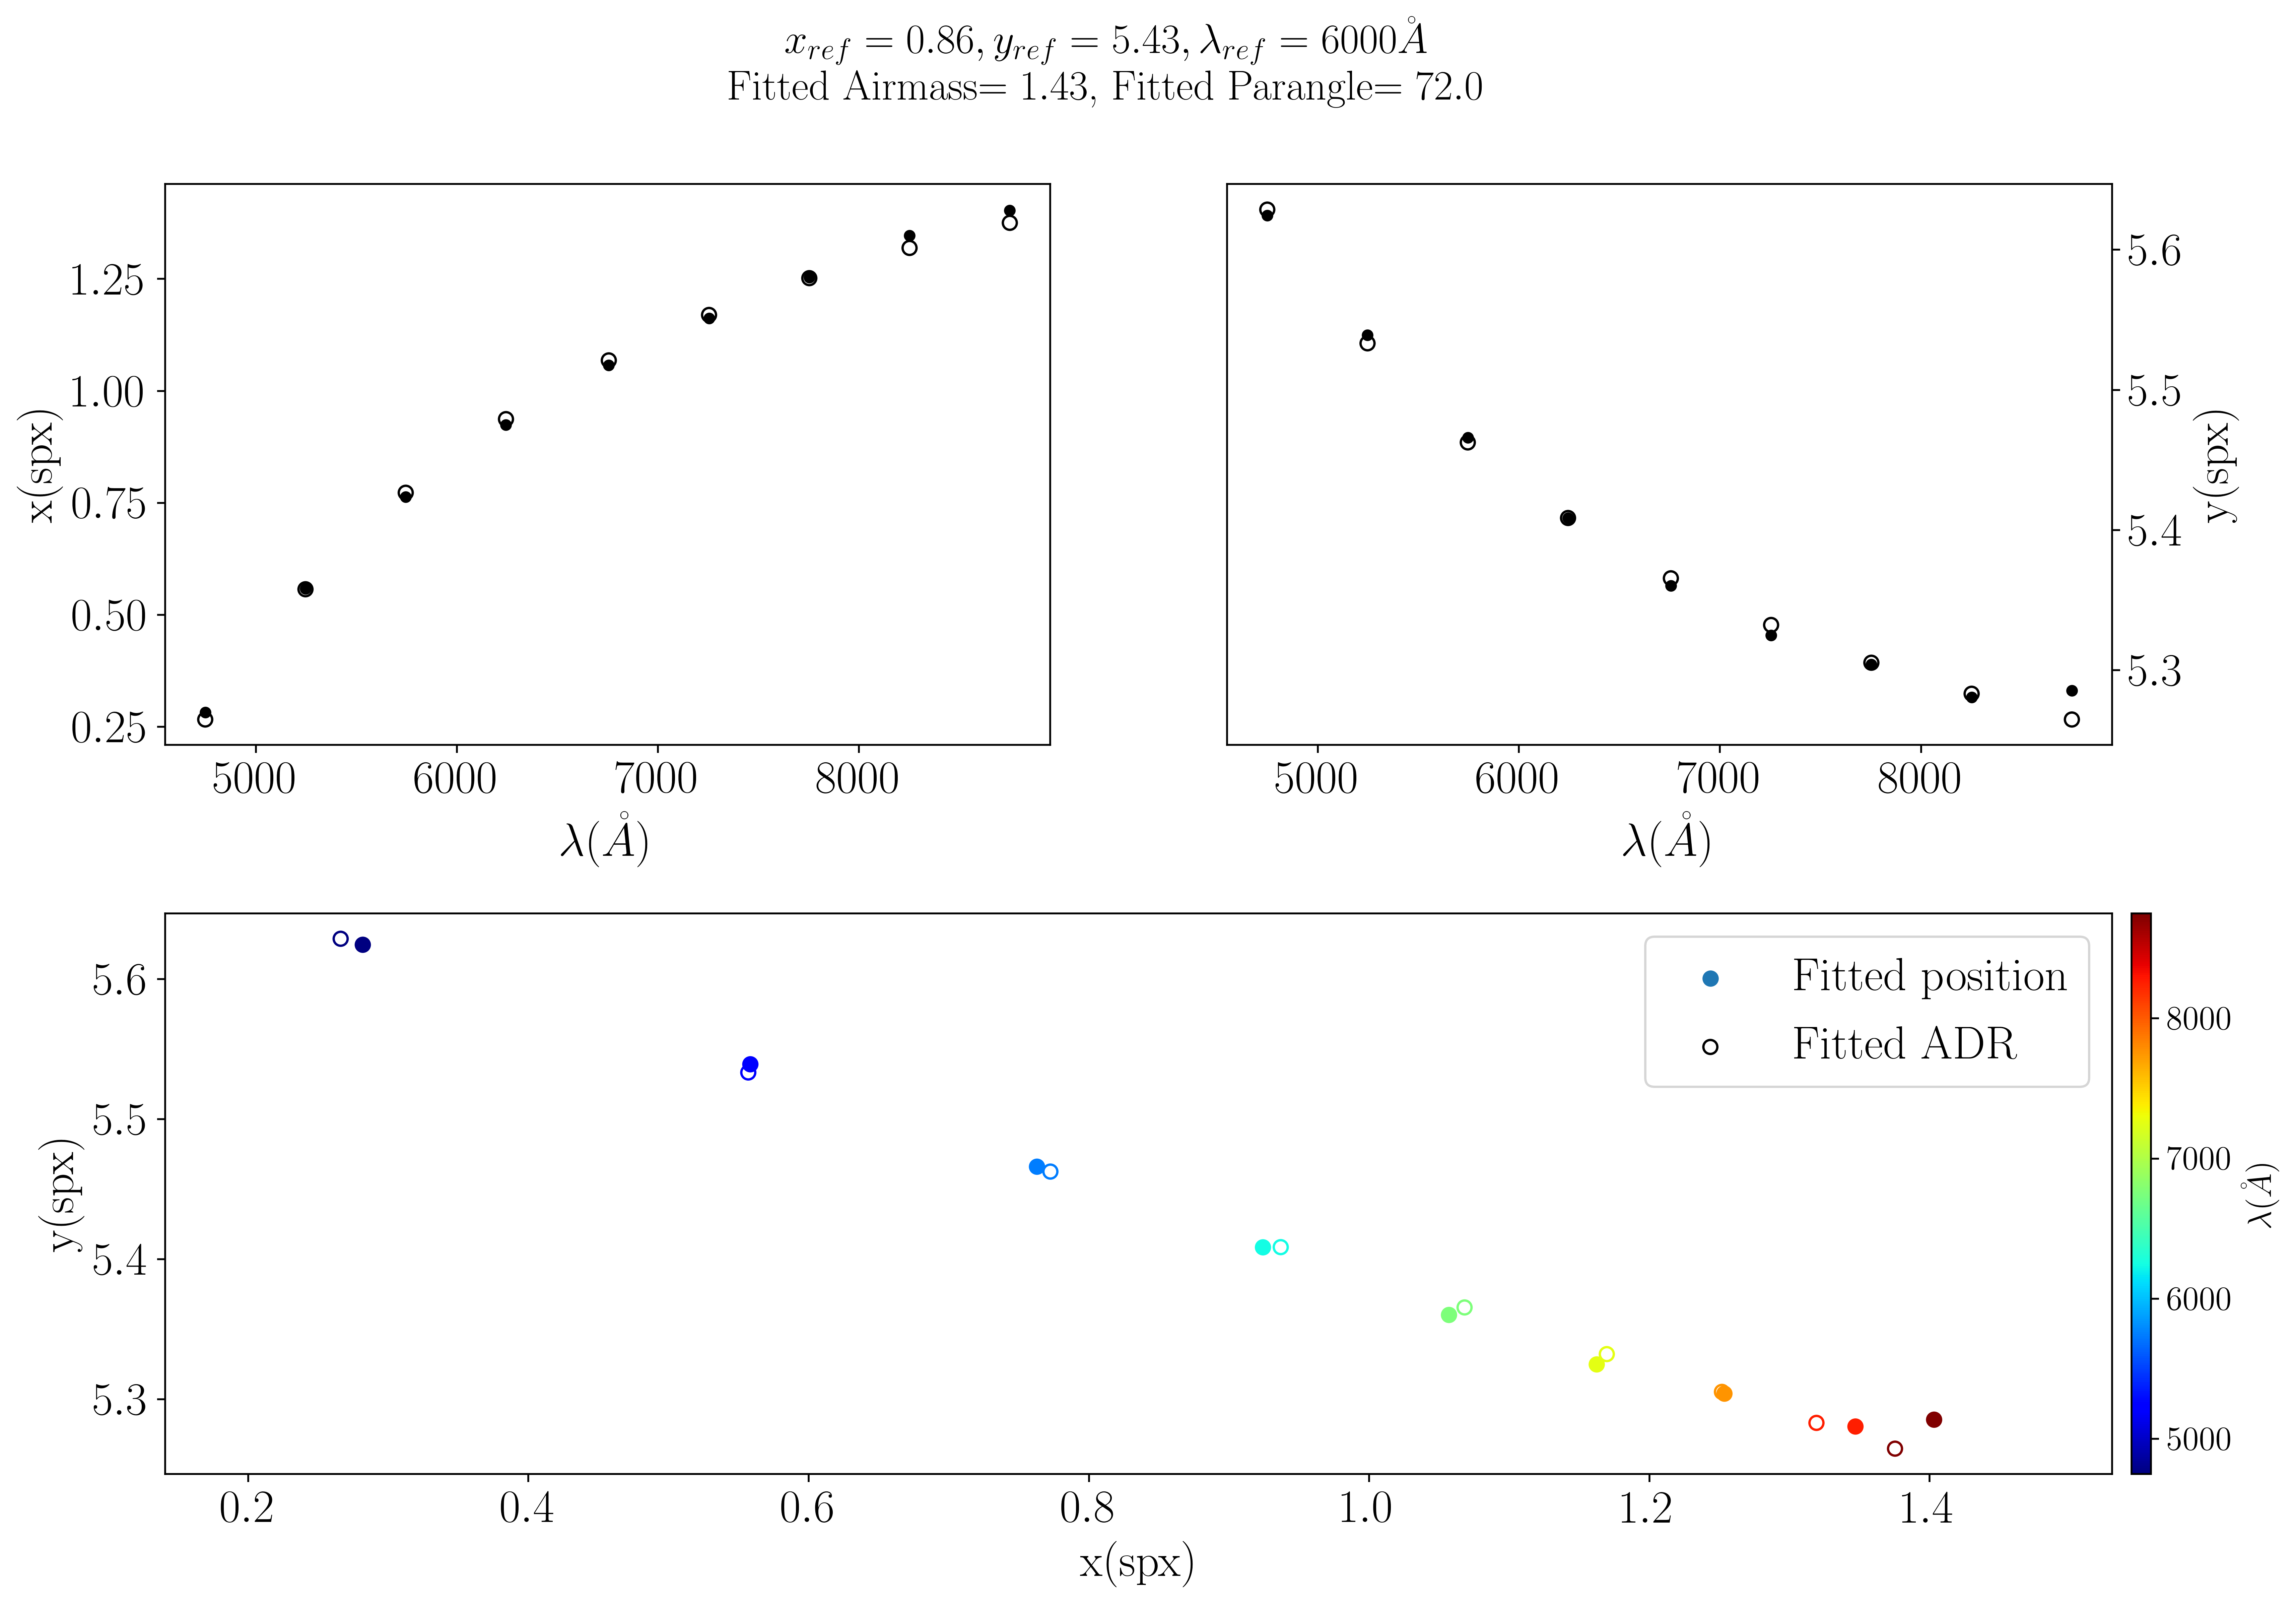 x_ref = 0.86, y_ref = 5.43, λ_ref = 6000Å
Fitted Airmass= 1.43, Fitted Parangle= 72.0
x(spx)
1.25
1.00
0.75
0.50
0.25
5000 6000 7000 8000
λ(Å)
5.6
5.5
5.4
5.3
y(spx)
5000 6000 7000 8000
λ(Å)
y(spx)
5.6
5.5
5.4
5.3
0.2 0.4 0.6 0.8 1.0 1.2 1.4
x(spx)
Fitted position
Fitted ADR
8000
7000
6000
5000
λ(Å)